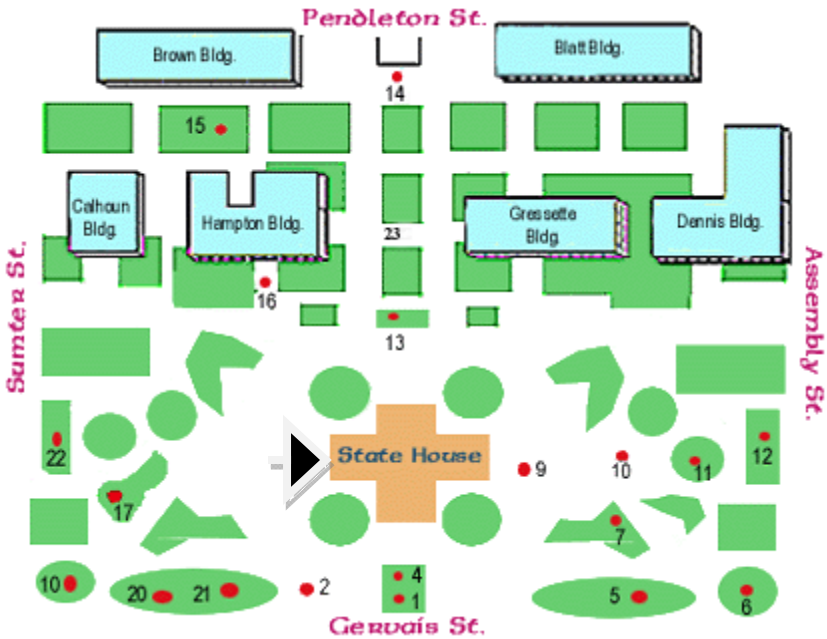 Pendleton St.
Brown Bldg.
Blatt Bldg.
14
15
Calhoun
Bldg.
Hampton Bldg.
23
Gressette
Bldg.
Dennis Bldg.
Sumter St.
Assembly St.
16
13
State House
22
9
10
11
12
17
7
10
20
21
2
4
1
5
6
Gervais St.